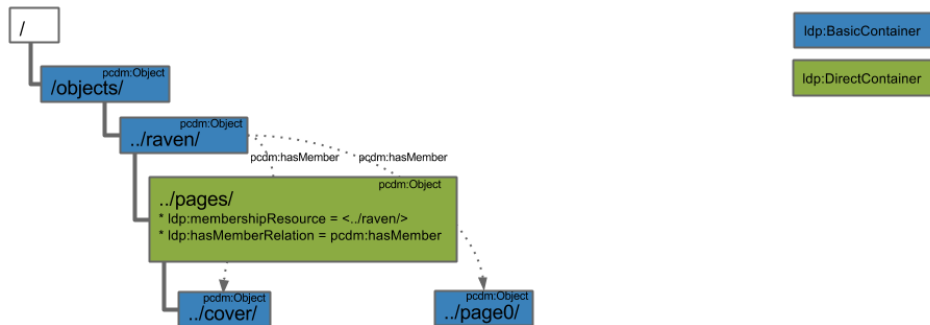 /
ldp:BasicContainer
pcdm:Object
/objects/
ldp:DirectContainer
pcdm:Object
../raven/
pcdm:hasMember
pcdm:hasMember
pcdm:Object
../pages/
* ldp:membershipResource = <../raven/>
* ldp:hasMemberRelation = pcdm:hasMember
pcdm:Object
../cover/
pcdm:Object
../page0/